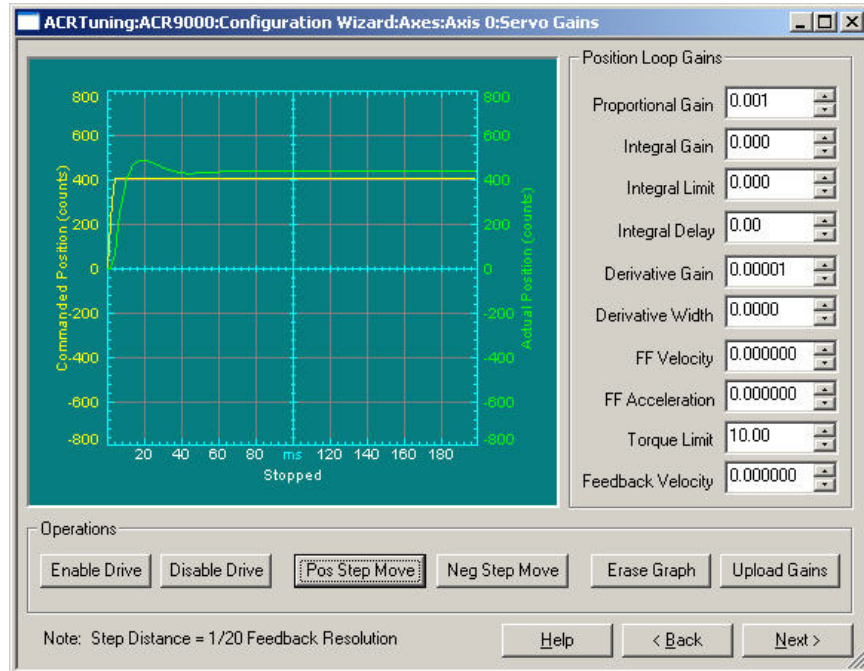 ACRTuning:ACR9000:Configuration Wizard:Axes:Axis 0:Servo Gains
Commanded Position (counts)
800
600
400
200
0
-200
-400
-600
-800
800
600
400
200
0
-200
-400
-600
-800
Actual Position (counts)
20 40 60 80 ms 120 140 160 180
Stopped
Position Loop Gains
Proportional Gain 0.001
Integral Gain 0.000
Integral Limit 0.000
Integral Delay 0.00
Derivative Gain 0.00001
Derivative Width 0.0000
FF Velocity 0.000000
FF Acceleration 0.000000
Torque Limit 10.00
Feedback Velocity 0.000000
Operations
Enable Drive Disable Drive Pos Step Move Neg Step Move Erase Graph Upload Gains
Note: Step Distance = 1/20 Feedback Resolution
Help < Back Next >